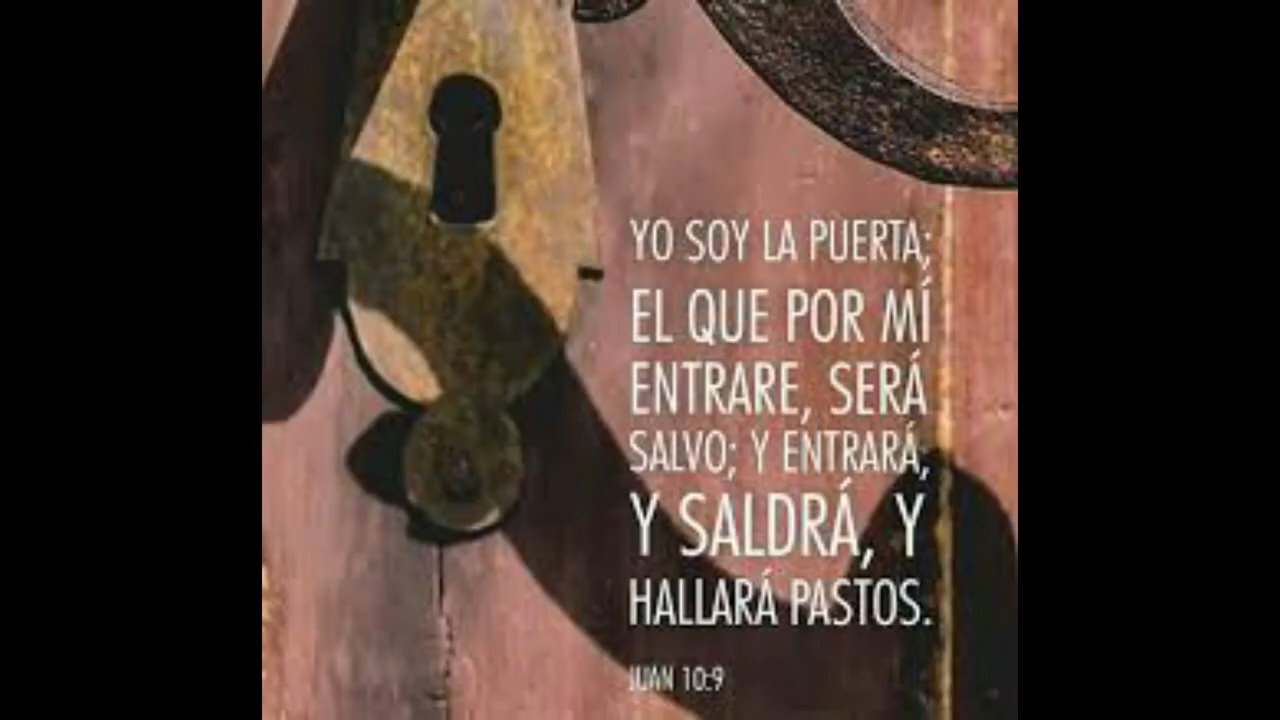 YO SOY LA PUERTA;
EL QUE POR MÍ
ENTRARE, SERÁ
SALVO; Y ENTRARÁ,
Y SALDRÁ, Y
HALLARÁ PASTOS.
JUAN 10:9